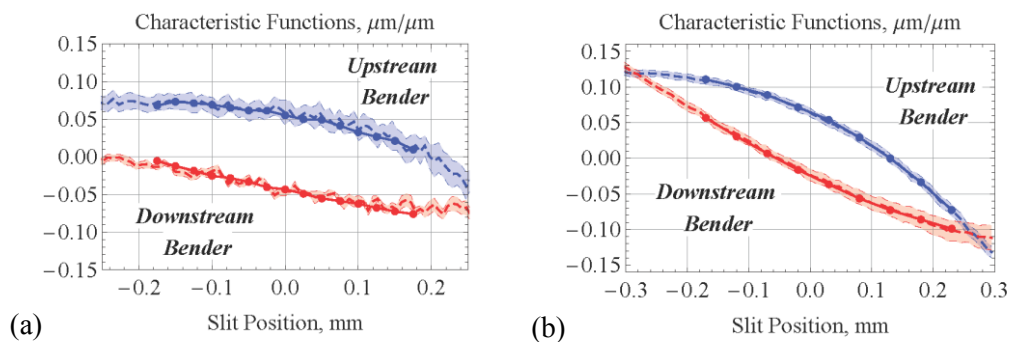 Characteristic Functions, μm/μm
0.15
0.10
0.05
0.00
−0.05
−0.10
−0.15
Upstream
Bender
Downstream
Bender
−0.2
−0.1
0.0
0.1
0.2
Slit Position, mm
(a)
Characteristic Functions, μm/μm
0.15
0.10
0.05
0.00
−0.05
−0.10
−0.15
Upstream
Bender
Downstream
Bender
−0.3
−0.2
−0.1
0.0
0.1
0.2
0.3
Slit Position, mm
(b)